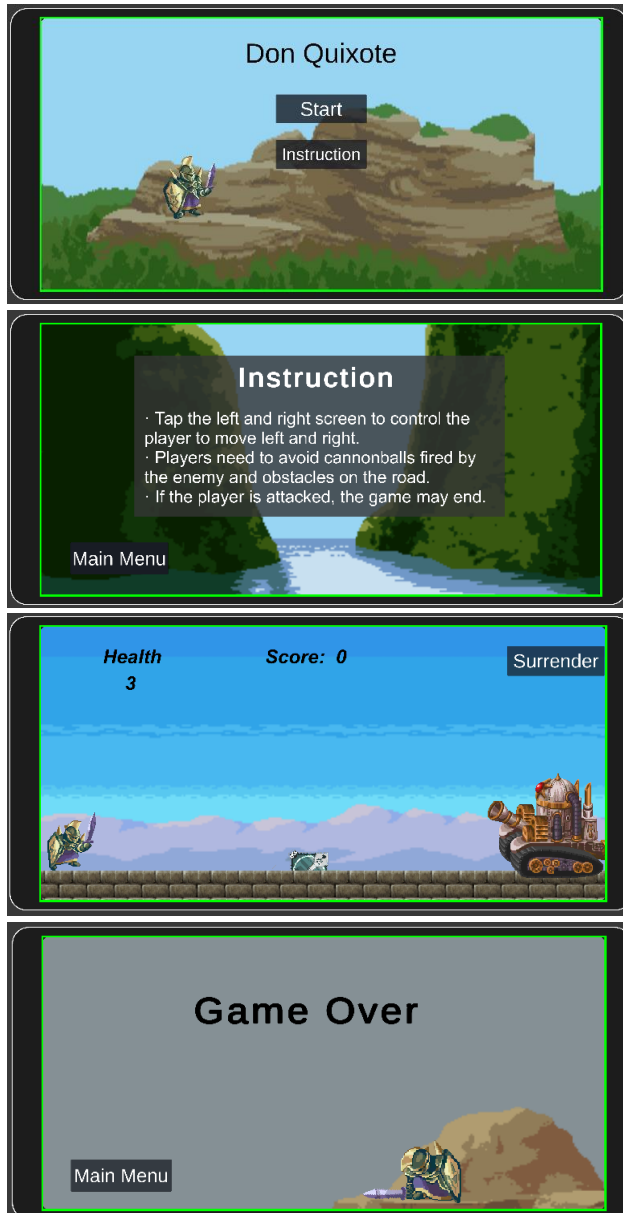 Don Quixote
Start
Instruction
Instruction
· Tap the left and right screen to control the
player to move left and right.
· Players need to avoid cannonballs fired by
the enemy and obstacles on the road.
· If the player is attacked, the game may end.
Main Menu
Health
3
Score: 0
Surrender
Game Over
Main Menu